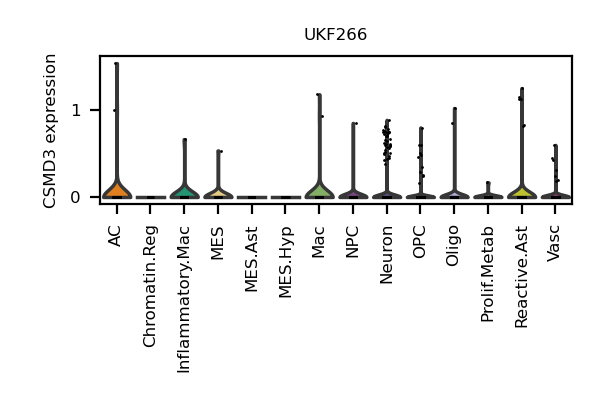 UKF266
CSMD3 expression
1
0
AC
Chromatin.Reg
Inflammatory.Mac
MES
MES.Ast
MES.Hyp
Mac
NPC
Neuron
OPC
Oligo
Prolif.Metab
Reactive.Ast
Vasc